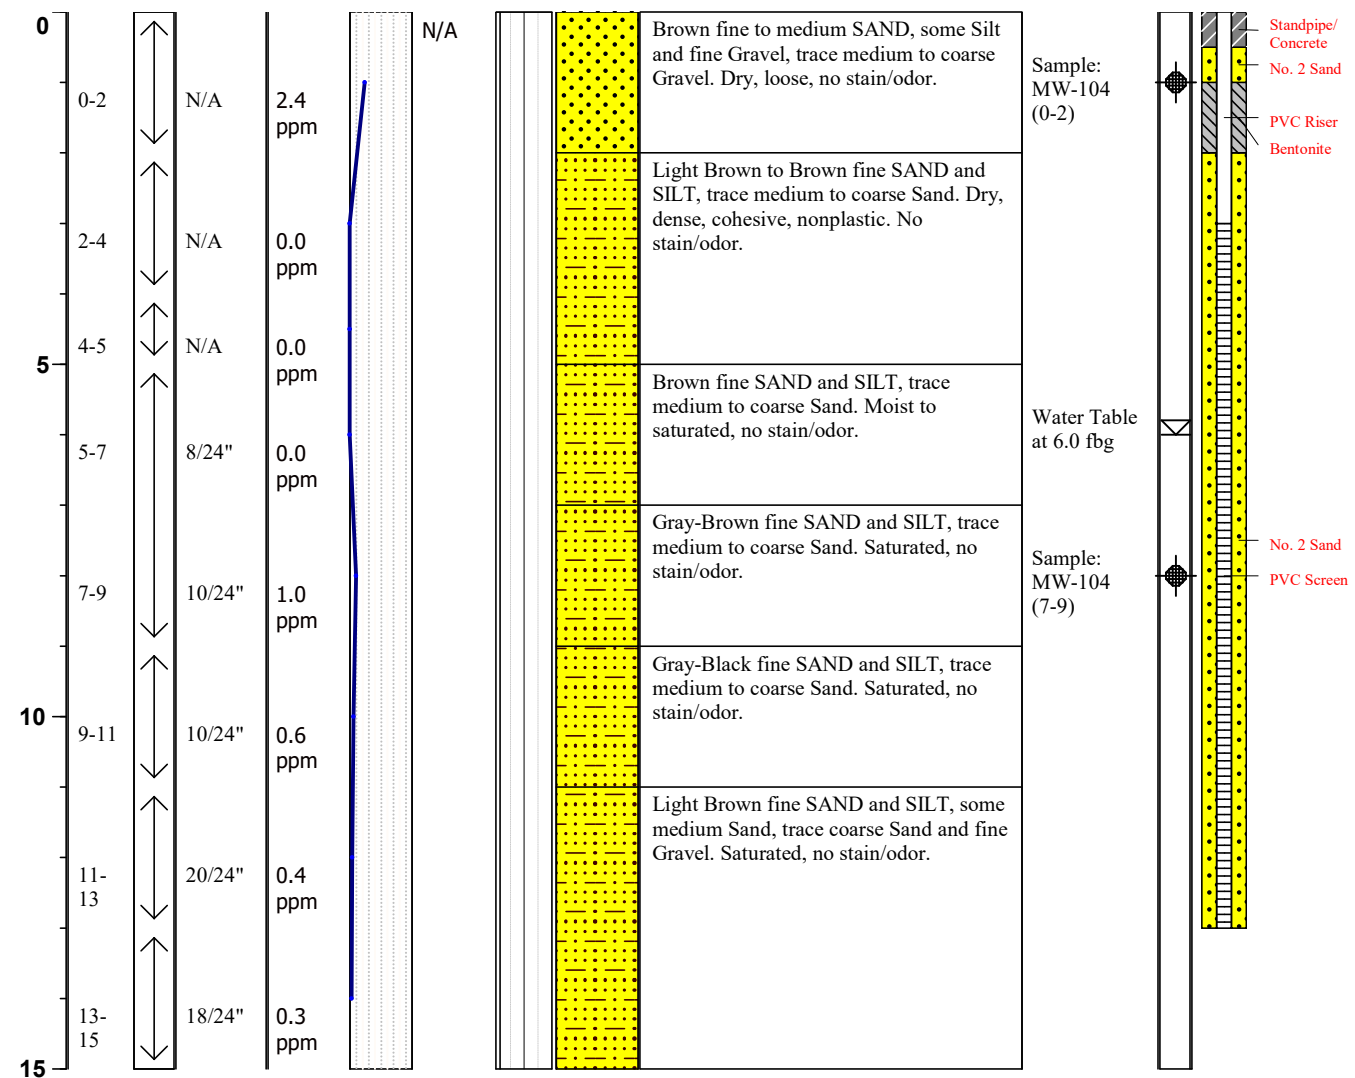 0
N/A
Brown fine to medium SAND, some Silt
and fine Gravel, trace medium to coarse
Gravel. Dry, loose, no stain/odor.
Standpipe/
Concrete
No. 2 Sand
Sample:
MW-104
(0-2)
0-2
N/A
2.4
ppm
PVC Riser
Bentonite
Light Brown to Brown fine SAND and
SILT, trace medium to coarse Sand. Dry,
dense, cohesive, nonplastic. No
stain/odor.
2-4
N/A
0.0
ppm
4-5
N/A
0.0
ppm
5
Brown fine SAND and SILT, trace
medium to coarse Sand. Moist to
saturated, no stain/odor.
Water Table
at 6.0 fbg
5-7
8/24"
0.0
ppm
Gray-Brown fine SAND and SILT, trace
medium to coarse Sand. Saturated, no
stain/odor.
Sample:
MW-104
(7-9)
No. 2 Sand
PVC Screen
7-9
10/24"
1.0
ppm
Gray-Black fine SAND and SILT, trace
medium to coarse Sand. Saturated, no
stain/odor.
10
9-11
10/24"
0.6
ppm
Light Brown fine SAND and SILT, some
medium Sand, trace coarse Sand and fine
Gravel. Saturated, no stain/odor.
11-
13
20/24"
0.4
ppm
13-
15
18/24"
0.3
ppm
15